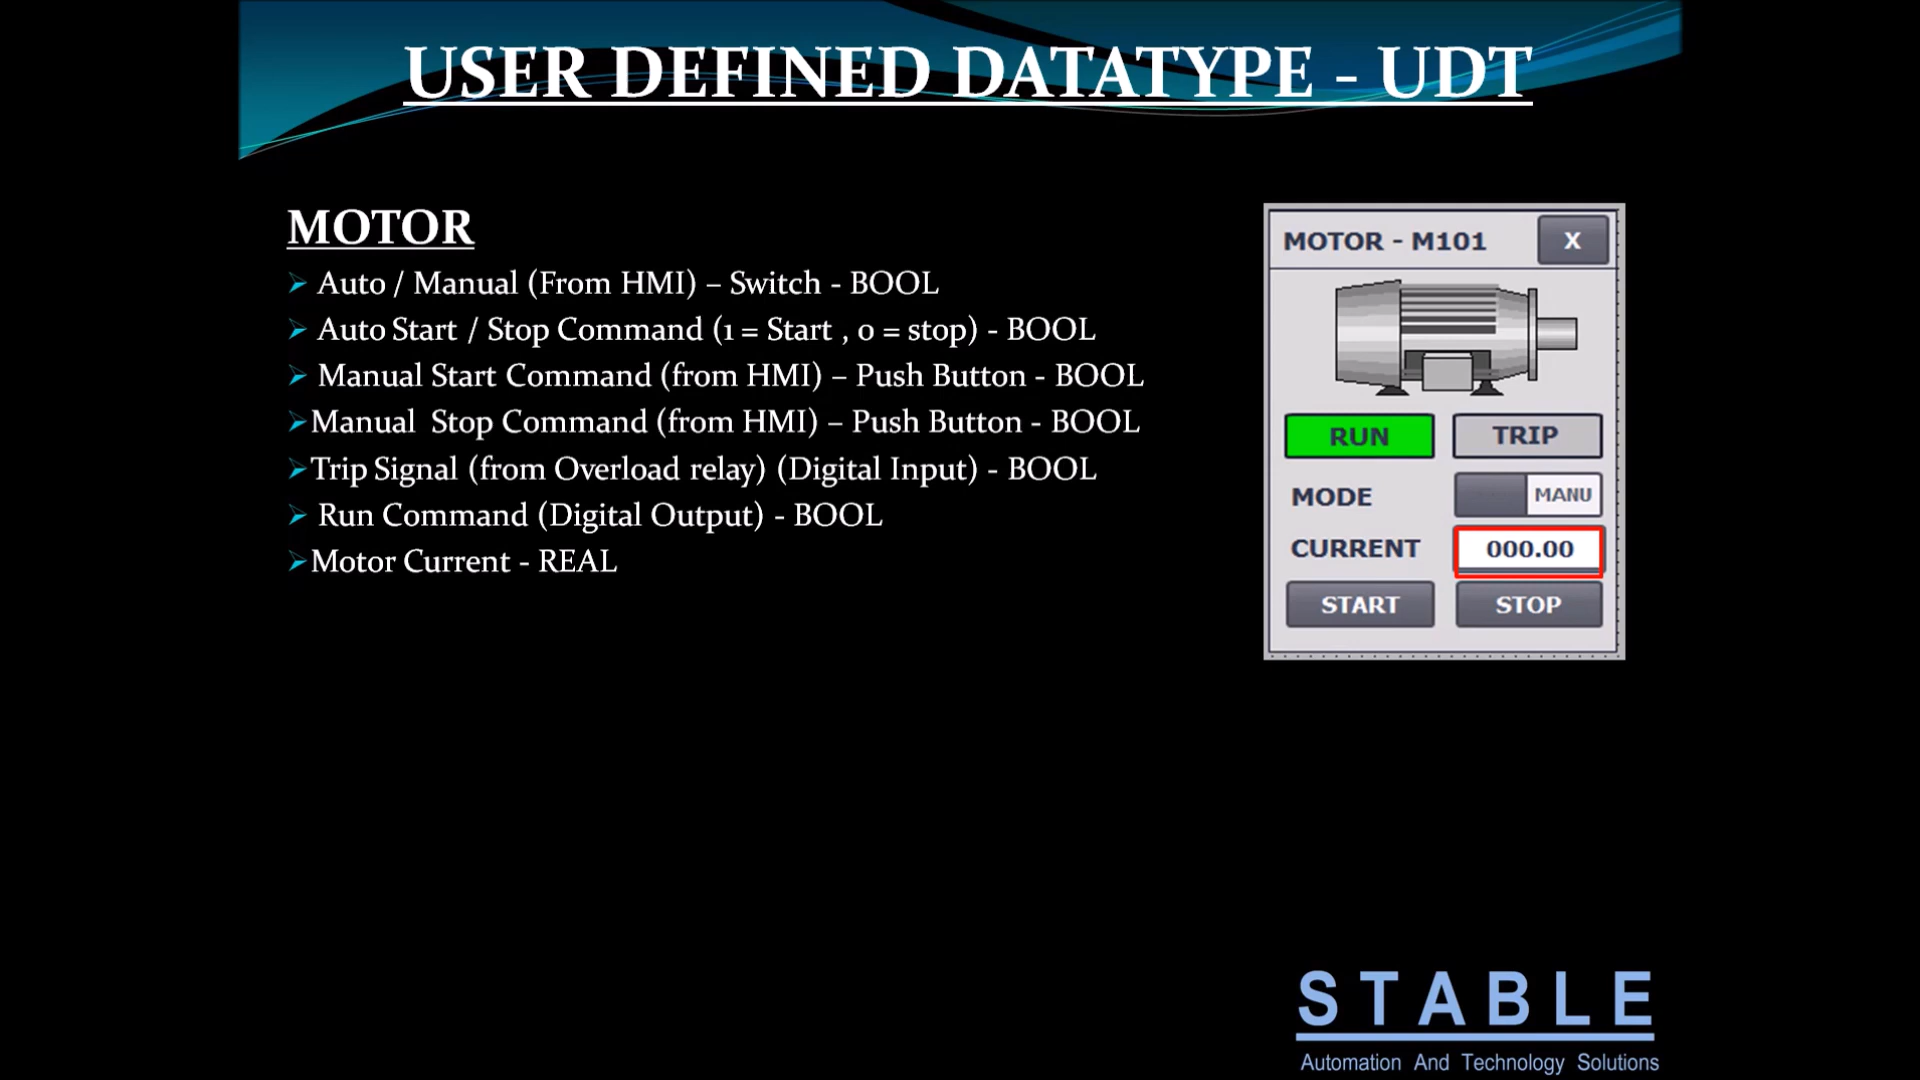 USER DEFINED DATATYPE - UDT
MOTOR
Auto / Manual (From HMI) – Switch - BOOL
Auto Start / Stop Command (1 = Start , 0 = stop) - BOOL
Manual Start Command (from HMI) – Push Button - BOOL
Manual Stop Command (from HMI) – Push Button - BOOL
Trip Signal (from Overload relay) (Digital Input) - BOOL
Run Command (Digital Output) - BOOL
Motor Current - REAL
MOTOR - M101 X
RUN TRIP
MODE MANU
CURRENT 000.00
START STOP
STABLE
Automation And Technology Solutions